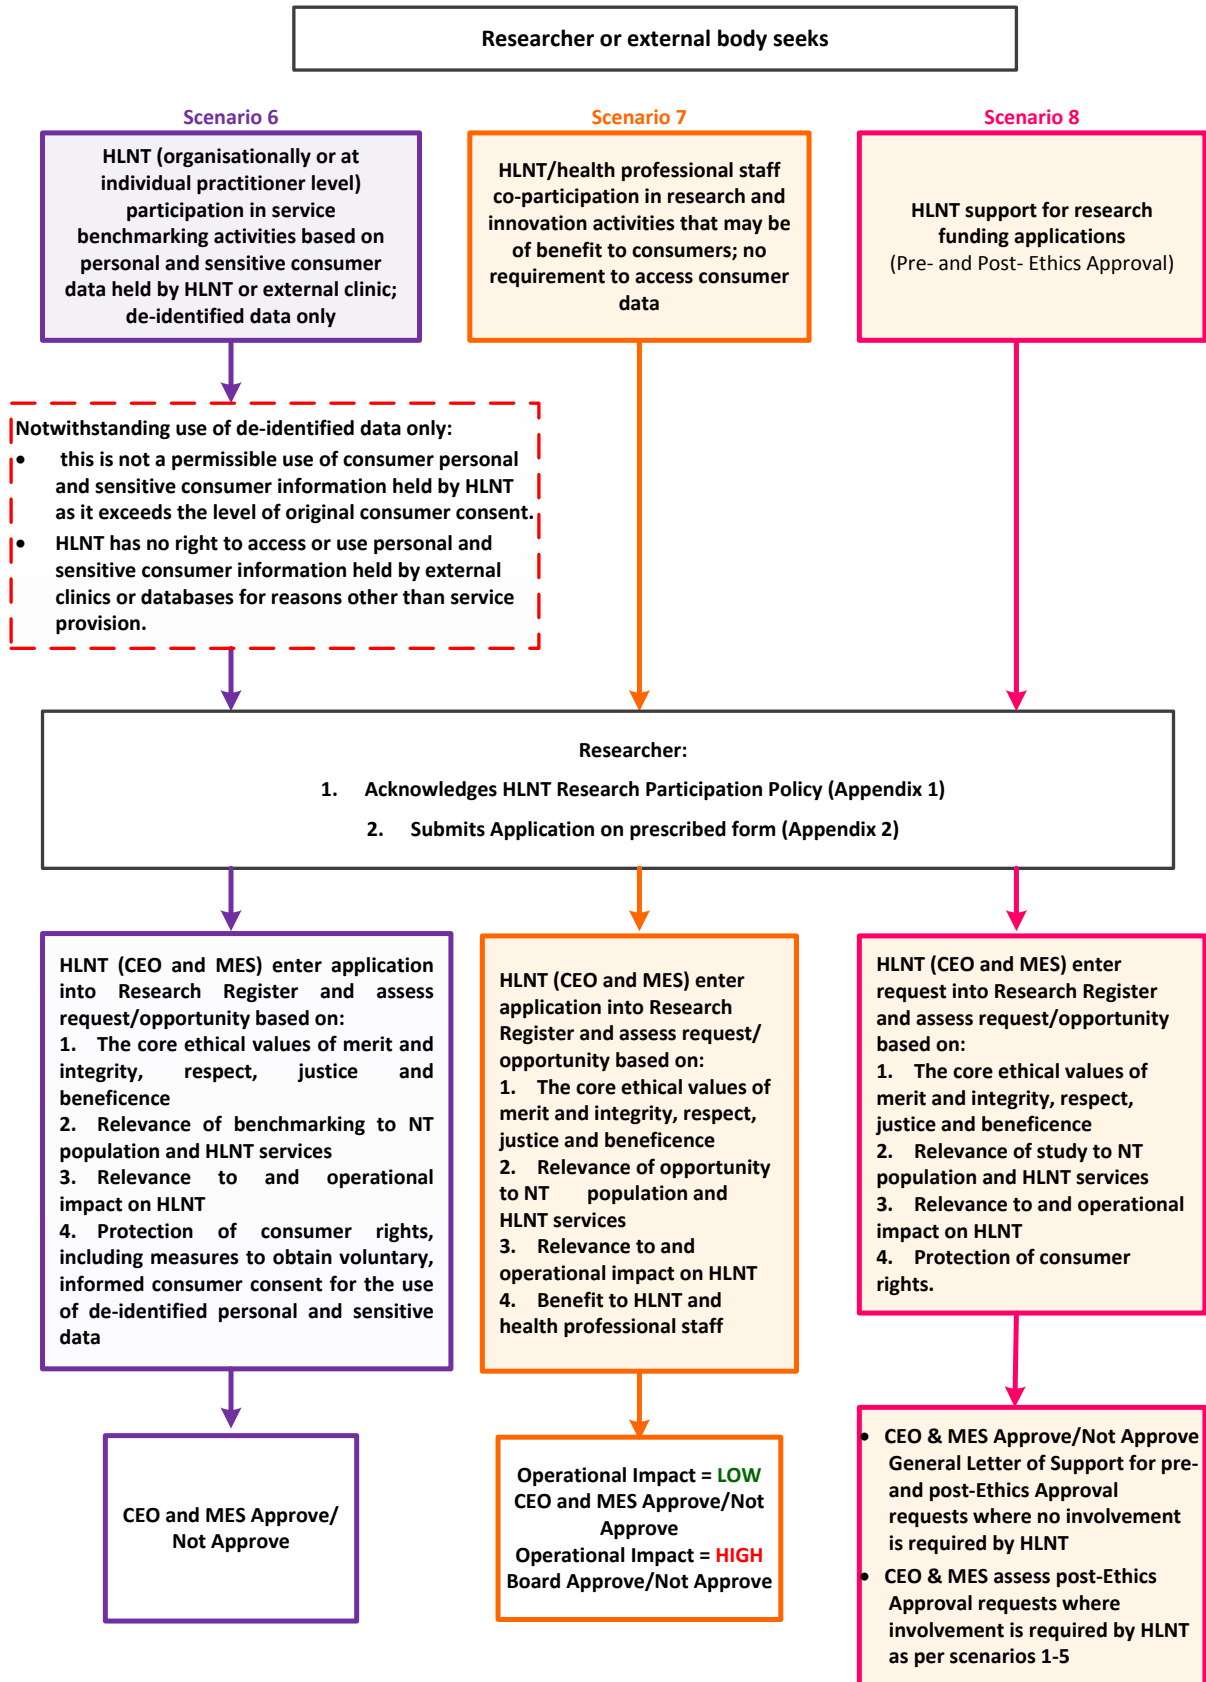 Researcher or external body seeks
Scenario 6
HLNT (organisationally or at
individual practitioner level)
participation in service
benchmarking activities based on
personal and sensitive consumer
data held by HLNT or external clinic;
de-identified data only
Scenario 7
HLNT/health professional staff
co-participation in research and
innovation activities that may be
of benefit to consumers; no
requirement to access consumer
data
Scenario 8
HLNT support for research
funding applications
(Pre- and Post- Ethics Approval)
Notwithstanding use of de-identified data only:
• this is not a permissible use of consumer personal
and sensitive consumer information held by HLNT
as it exceeds the level of original consumer consent.
• HLNT has no right to access or use personal and
sensitive consumer information held by external
clinics or databases for reasons other than service
provision.
Researcher:
1. Acknowledges HLNT Research Participation Policy (Appendix 1)
2. Submits Application on prescribed form (Appendix 2)
HLNT (CEO and MES) enter application
into Research Register and assess
request/opportunity based on:
1. The core ethical values of merit and
integrity, respect, justice and
beneficence
2. Relevance of benchmarking to NT
population and HLNT services
3. Relevance to and operational
impact on HLNT
4. Protection of consumer rights,
including measures to obtain voluntary,
informed consumer consent for the use
of de-identified personal and sensitive
data
HLNT (CEO and MES) enter
application into Research
Register and assess request/
opportunity based on:
1. The core ethical values of
merit and integrity, respect,
justice and beneficence
2. Relevance of opportunity
to NT population and
HLNT services
3. Relevance to and
operational impact on HLNT
4. Benefit to HLNT and
health professional staff
HLNT (CEO and MES) enter
request into Research Register
and assess request/opportunity
based on:
1. The core ethical values of
merit and integrity, respect,
justice and beneficence
2. Relevance of study to NT
population and HLNT services
3. Relevance to and operational
impact on HLNT
4. Protection of consumer
rights.
CEO and MES Approve/
Not Approve
Operational Impact = LOW
CEO and MES Approve/Not
Approve
Operational Impact = HIGH
Board Approve/Not Approve
• CEO & MES Approve/Not Approve
General Letter of Support for pre-
and post-Ethics Approval
requests where no involvement
is required by HLNT
• CEO & MES assess post-Ethics
Approval requests where
involvement is required by HLNT
as per scenarios 1-5